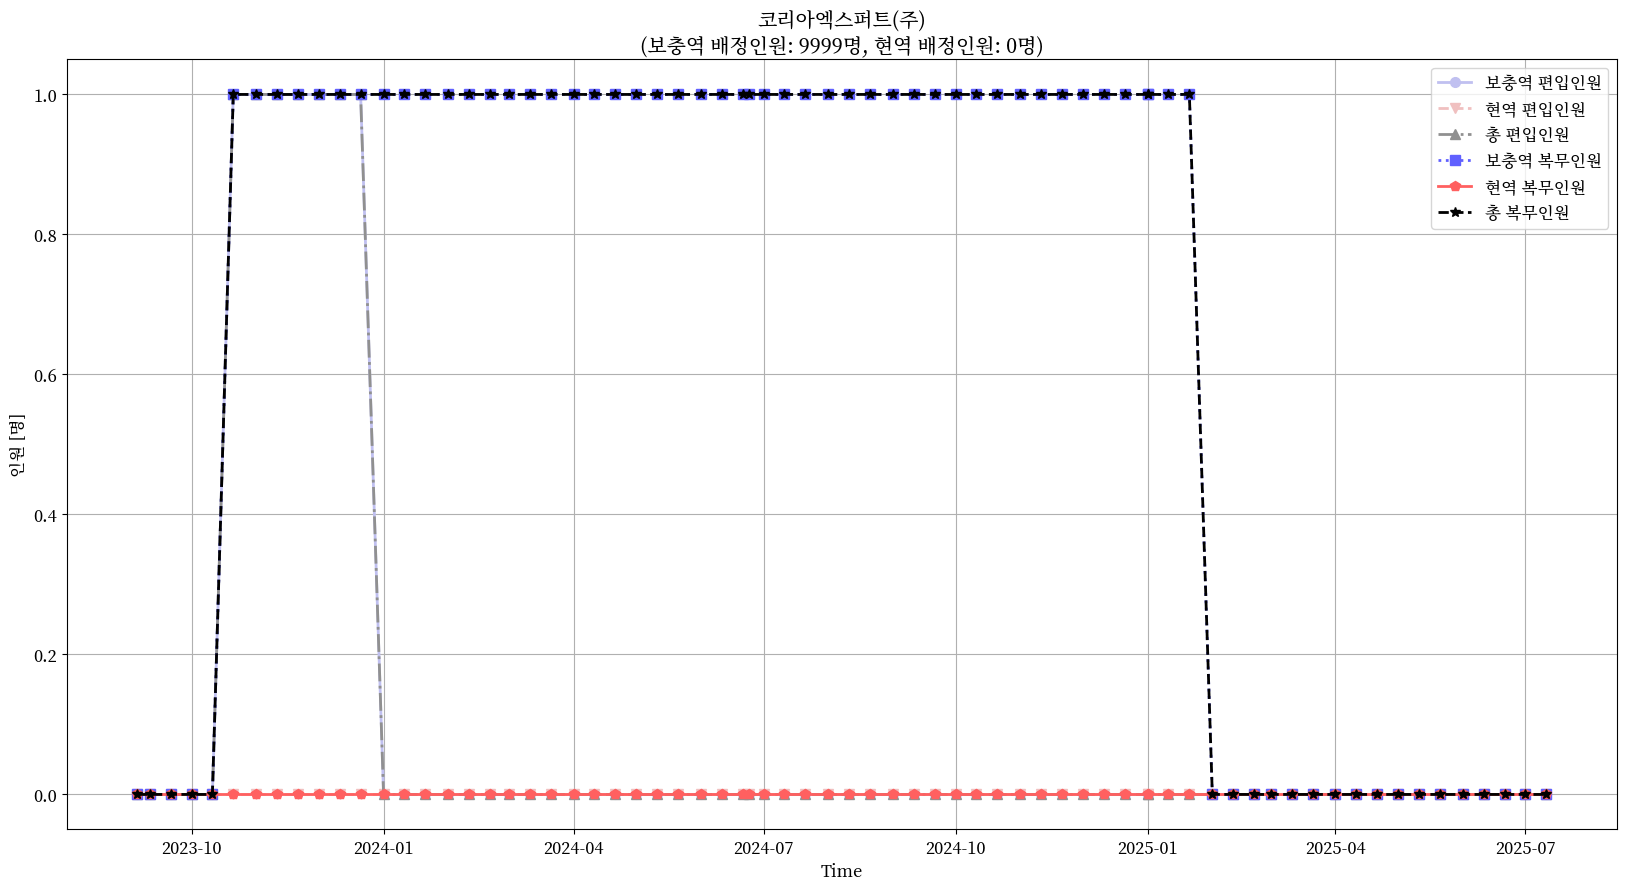 코리아엑스퍼트(주)
(보충역 배정인원: 9999명, 현역 배정인원: 0명)
보충역 편입인원
현역 편입인원
총 편입인원
보충역 복무인원
현역 복무인원
총 복무인원
인원 [명]
1.0
0.8
0.6
0.4
0.2
0.0
2023-10
2024-01
2024-04
2024-07
2024-10
2025-01
2025-04
2025-07
Time